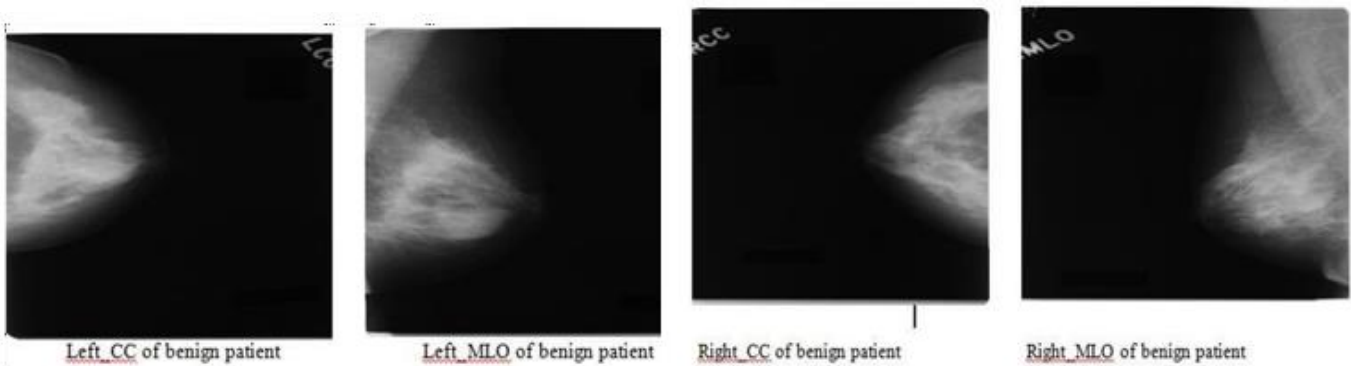 LCC
RCC
MLO
Left_CC of benign patient
Left_MLO of benign patient
Right_CC of benign patient
Right_MLO of benign patient